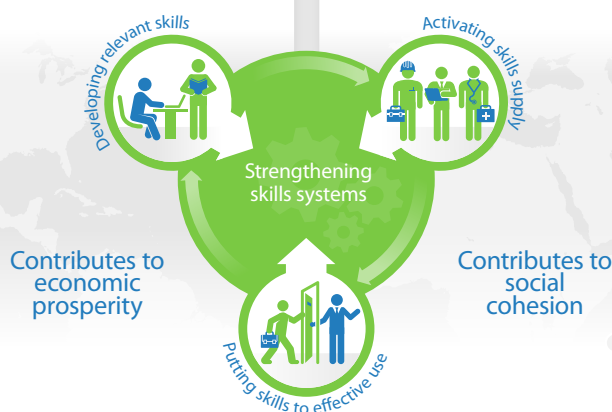 Developing relevant skills
Activating skills supply
Strengthening
skills systems
Contributes to
economic
prosperity
Contributes to
social
cohesion
Putting skills to effective use